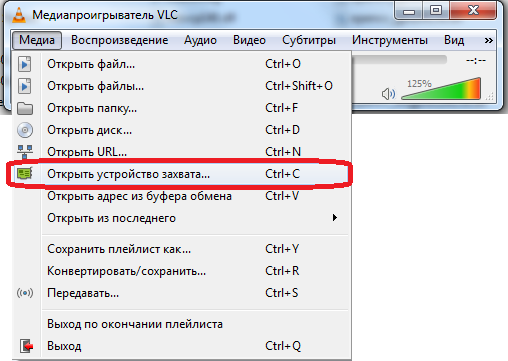 Медиапроигрыватель VLC
Медиа Воспроизведение Аудио Видео Субтитры Инструменты Вид »
Открыть файл... Ctrl+O
--:--
Открыть файлы... Ctrl+Shift+O
125%
Открыть папку... Ctrl+F
Открыть диск... Ctrl+D
Открыть URL... Ctrl+N
Открыть устройство захвата... Ctrl+C
Открыть адрес из буфера обмена Ctrl+V
Открыть из последнего
Сохранить плейлист как... Ctrl+Y
Конвертировать/сохранить... Ctrl+R
Передавать... Ctrl+S
Выход по окончании плейлиста
Выход Ctrl+Q